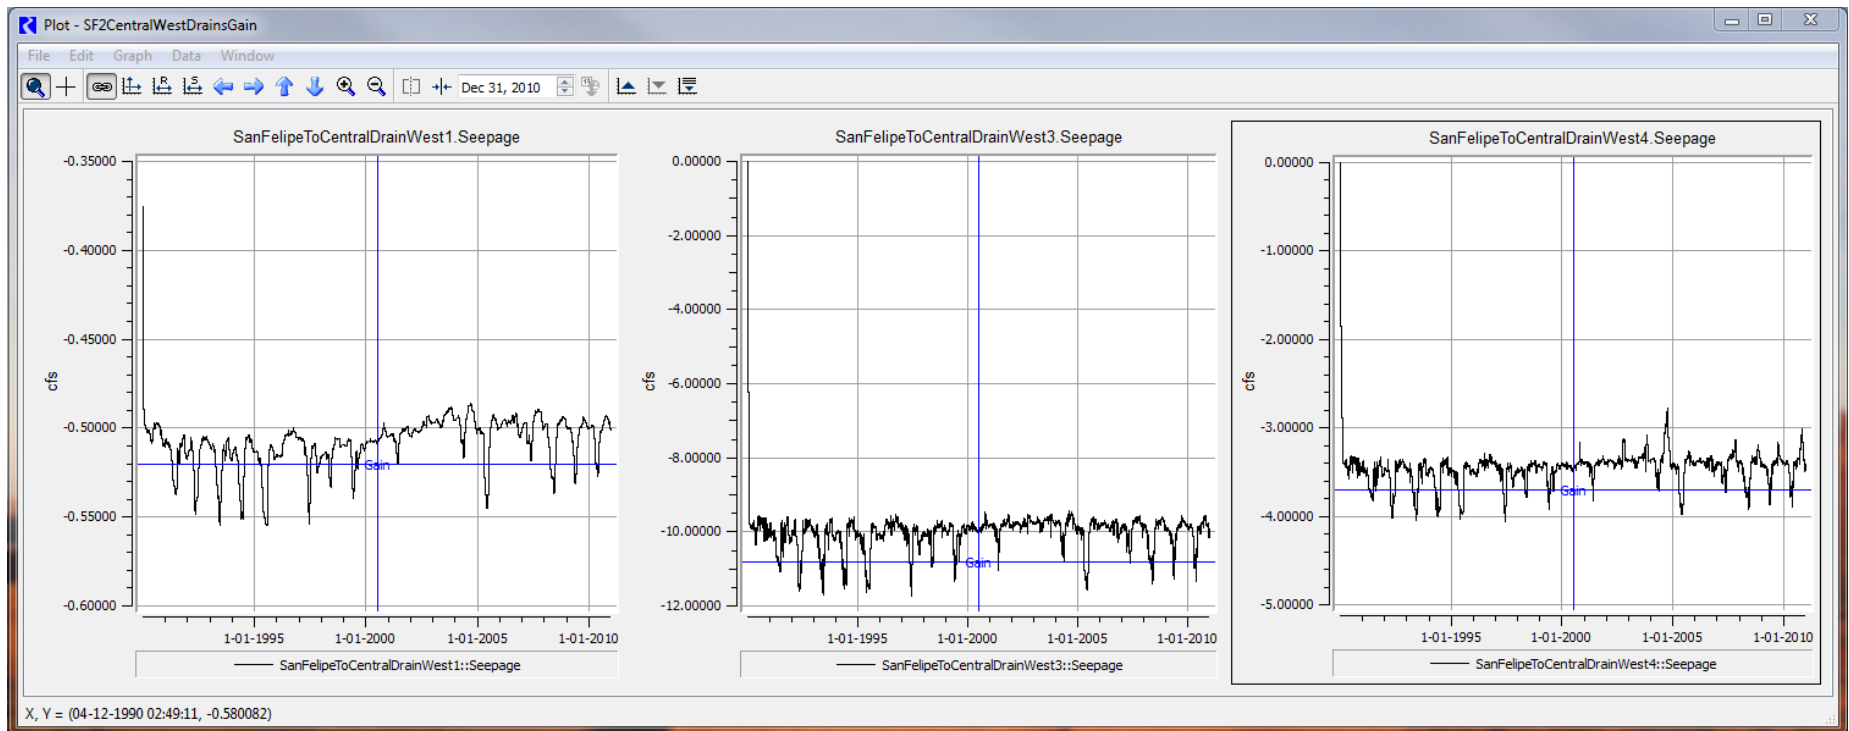 Plot - SF2CentralWestDrainsGain
File Edit Graph Data Window
Dec 31, 2010
SanFelipeToCentralDrainWest1.Seepage
-0.35000
-0.40000
-0.45000
cfs
-0.50000
Gain
-0.55000
-0.60000
1-01-1995 1-01-2000 1-01-2005 1-01-2010
SanFelipeToCentralDrainWest1::Seepage
SanFelipeToCentralDrainWest3.Seepage
0.00000
-2.00000
-4.00000
cfs
-6.00000
-8.00000
-10.00000
Gain
-12.00000
1-01-1995 1-01-2000 1-01-2005 1-01-2010
SanFelipeToCentralDrainWest3::Seepage
SanFelipeToCentralDrainWest4.Seepage
0.00000
-1.00000
-2.00000
cfs
-3.00000
Gain
-4.00000
-5.00000
1-01-1995 1-01-2000 1-01-2005 1-01-2010
SanFelipeToCentralDrainWest4::Seepage
X, Y = (04-12-1990 02:49:11, -0.580082)